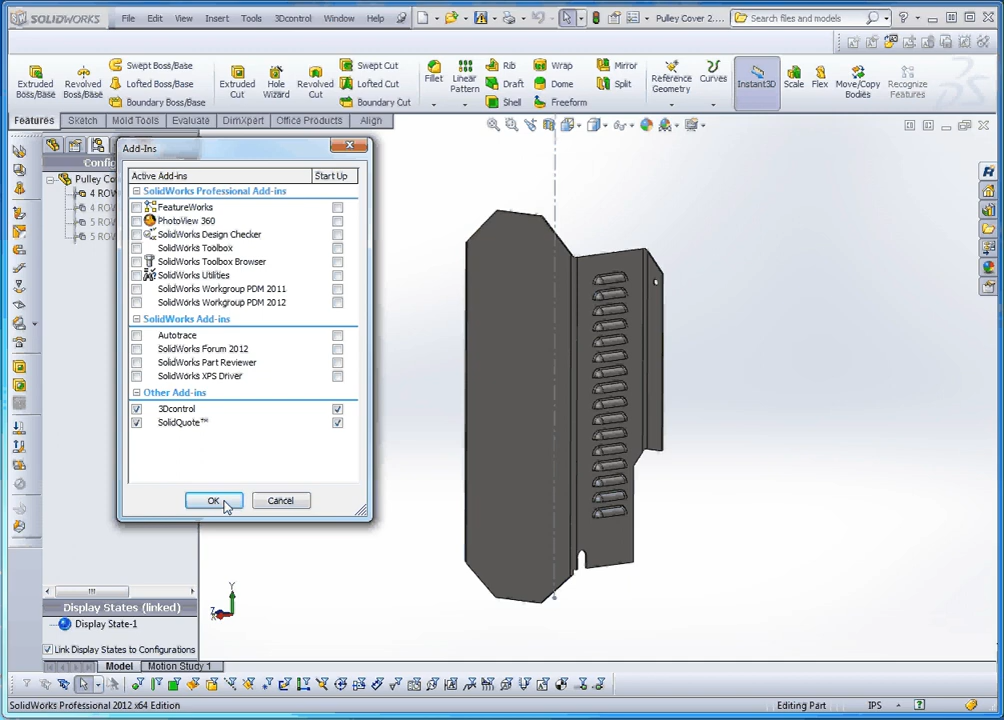 SOLIDWORKS File Edit View Insert Tools 3Dcontrol Window Help Pulley Cover 2.... Search files and models
Extruded Boss/Base
Revolved Boss/Base
Swept Boss/Base
Lofted Boss/Base
Boundary Boss/Base
Extruded Cut
Hole Wizard
Revolved Cut
Swept Cut
Lofted Cut
Boundary Cut
Fillet
Linear Pattern
Rib
Draft
Shell
Wrap
Dome
Freeform
Mirror
Split
Reference Geometry
Curves
Instant3D
Scale
Flex
Move/Copy Bodies
Recognize Features
Features Sketch Mold Tools Evaluate DimXpert Office Products Align
Config
Pulley Co
4 ROW
4 ROW
5 ROW
5 ROW
Add-Ins
Active Add-ins Start Up
SolidWorks Professional Add-ins
FeatureWorks
PhotoView 360
SolidWorks Design Checker
SolidWorks Toolbox
SolidWorks Toolbox Browser
SolidWorks Utilities
SolidWorks Workgroup PDM 2011
SolidWorks Workgroup PDM 2012
SolidWorks Add-ins
Autotrace
SolidWorks Forum 2012
SolidWorks Part Reviewer
SolidWorks XPS Driver
Other Add-ins
3Dcontrol
SolidQuote™
OK Cancel
Y
Z
X
Display States (linked)
Display State-1
Link Display States to Configurations
Model Motion Study 1
SolidWorks Professional 2012 x64 Edition Editing Part IPS